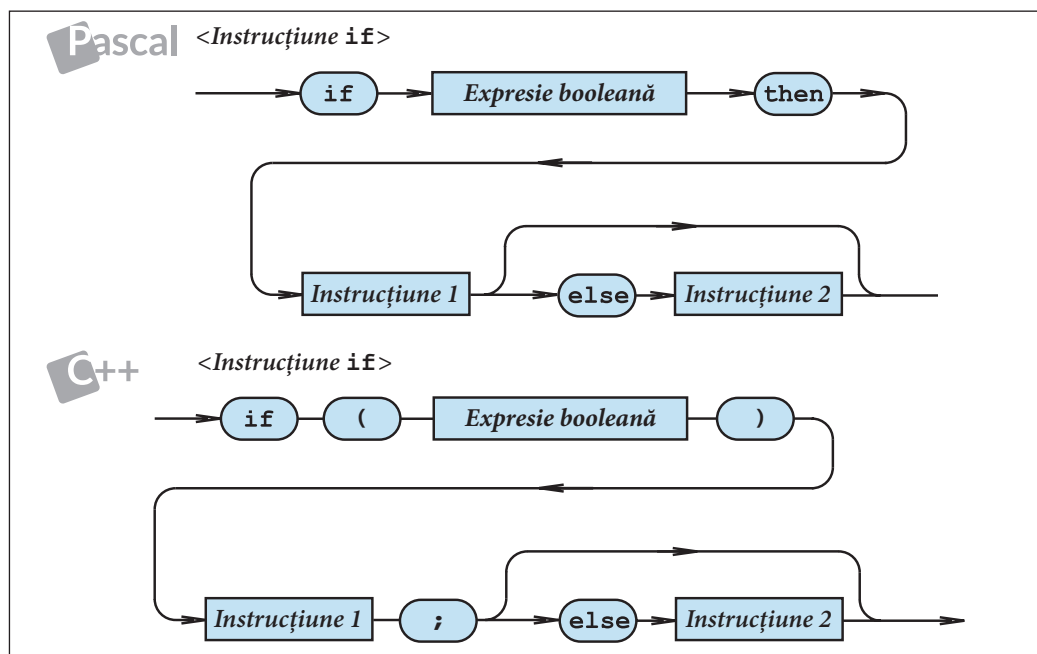 Pascal <Instrucțiune if>
if Expresie booleană then
Instrucțiune 1 else Instrucțiune 2
C++ <Instrucțiune if>
if ( Expresie booleană )
Instrucțiune 1 ; else Instrucțiune 2